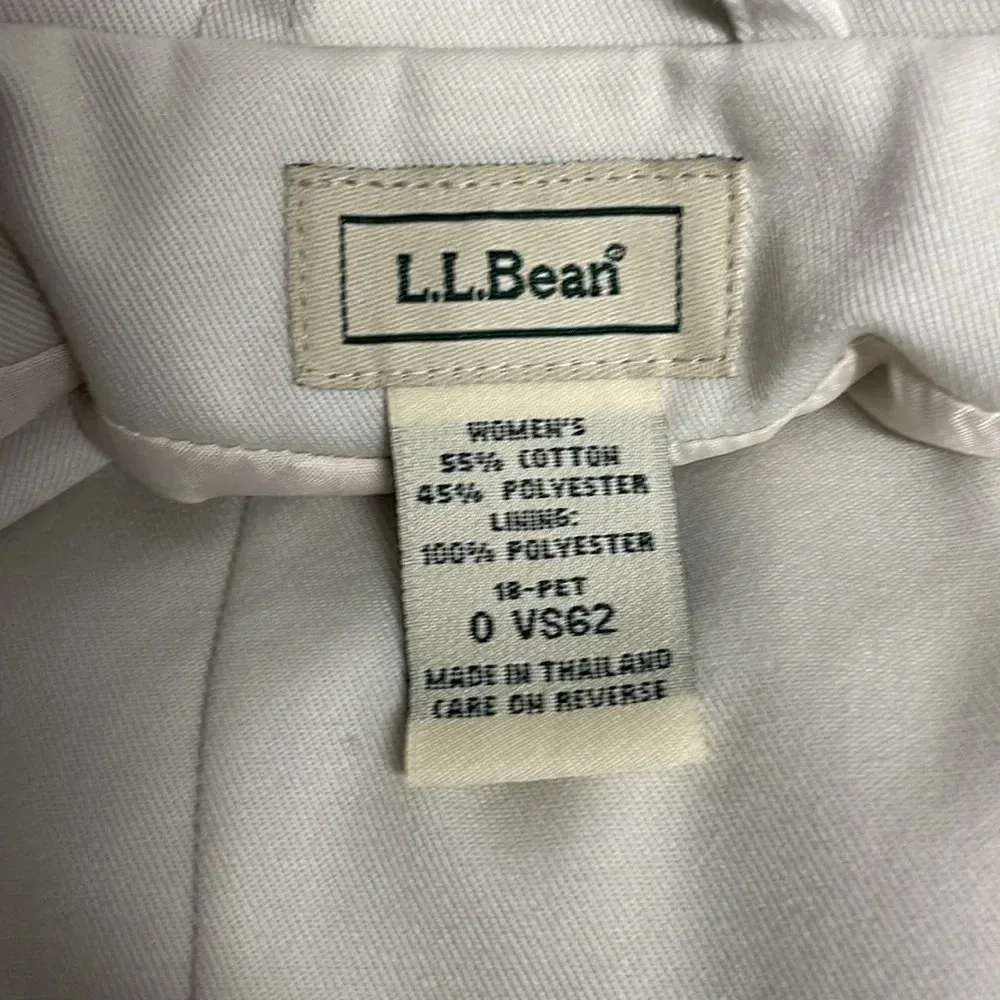 L.L.Bean®
WOMEN'S
55% COTTON
45% POLYESTER
LINING:
100% POLYESTER
18-PET
0 VS62
MADE IN THAILAND
CARE ON REVERSE